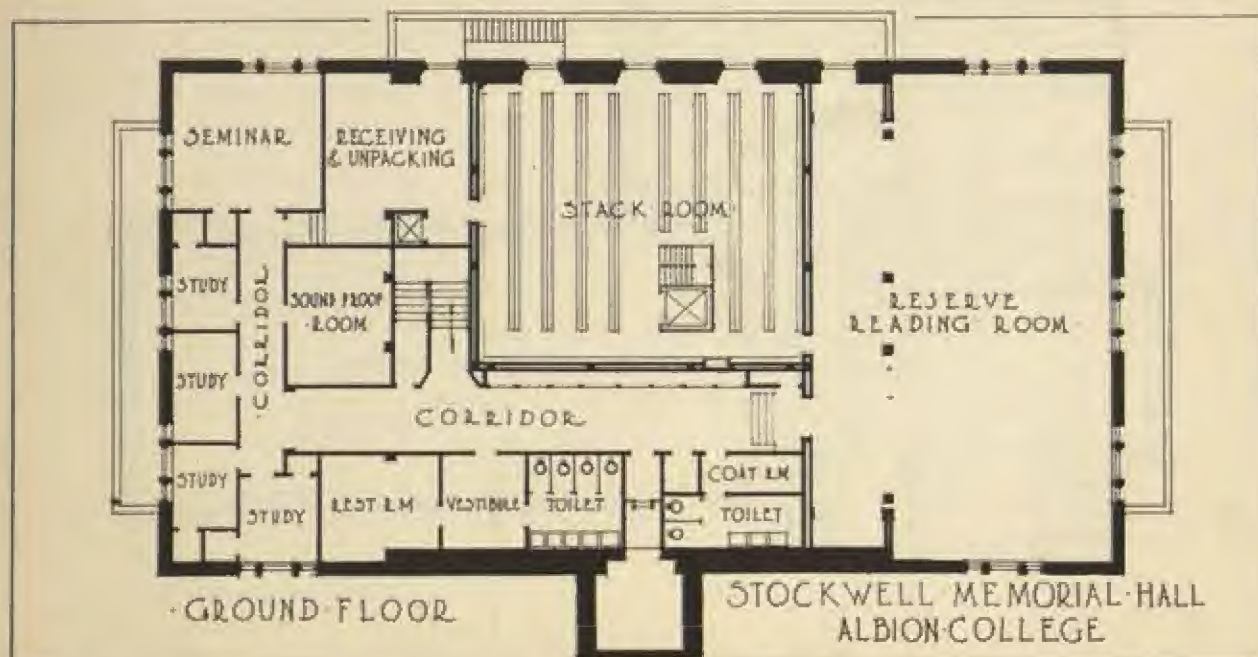 SEMINAR
RECEIVING
& UNPACKING
STACK ROOM
STUDY
SOUND PROOF
ROOM
CORRIDOR
RESERVE
READING ROOM
STUDY
CORRIDOR
STUDY
STUDY
REST RM
VESTIBULE
TOILET
COAT RM
TOILET
·GROUND·FLOOR
STOCKWELL MEMORIAL·HALL
ALBION·COLLEGE